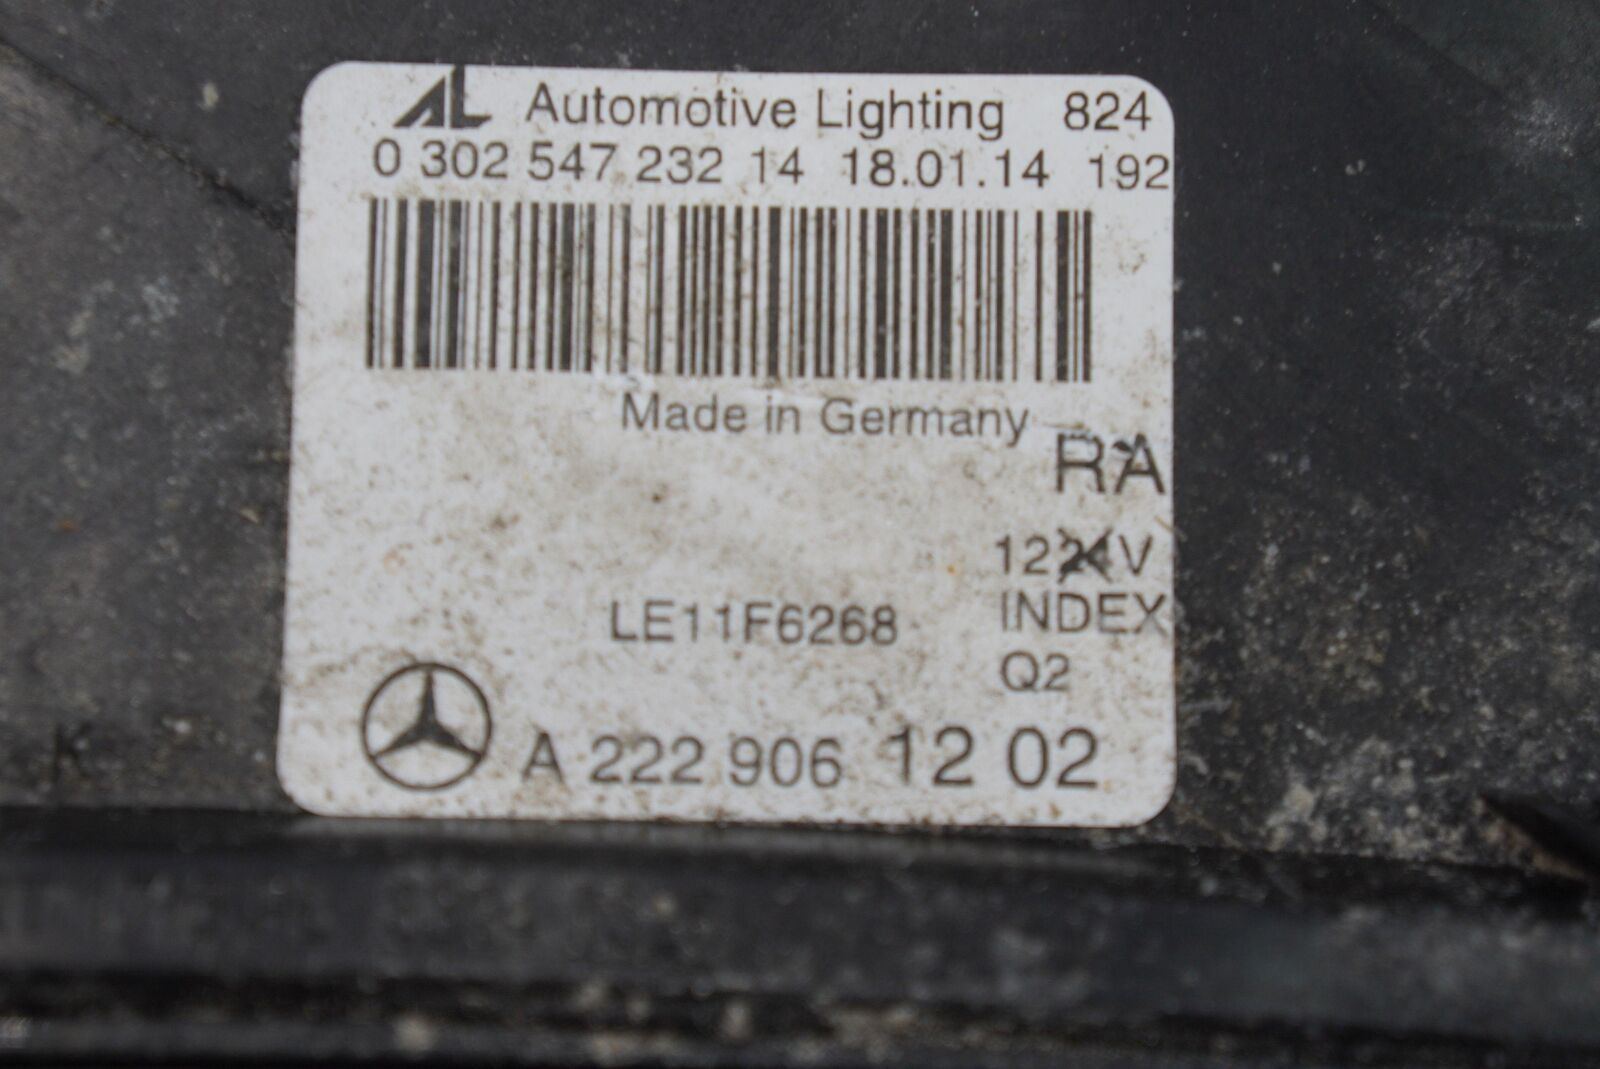 AL Automotive Lighting 824
0 302 547 232 14 18.01.14 192
Made in Germany
RA
12 24 V
LE11F6268 INDEX
Q2
A 222 906 12 02
K